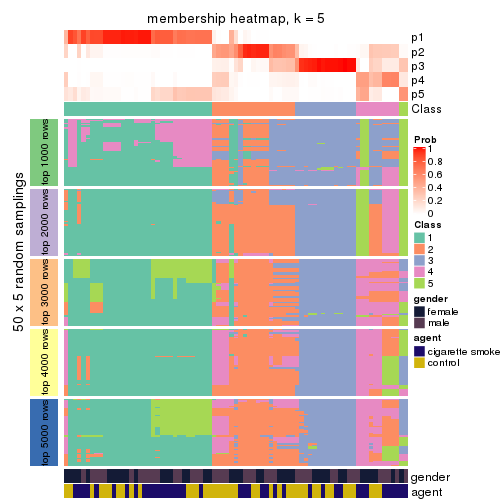 membership heatmap, k = 5
p1
p2
p3
p4
p5
Class
50 x 5 random samplings
top 1000 rows
top 2000 rows
top 3000 rows
top 4000 rows
top 5000 rows
gender
agent
Prob
1
0.8
0.6
0.4
0.2
0
Class
1
2
3
4
5
gender
female
male
agent
cigarette smoke
control